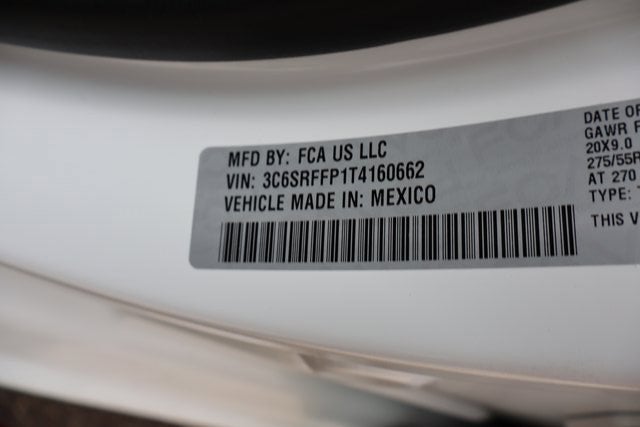 MFD BY: FCA US LLC
VIN: 3C6SRFFP1T4160662
VEHICLE MADE IN: MEXICO
DATE OF
GAWR F
20X9.0
275/55R
AT 270
TYPE:
THIS V